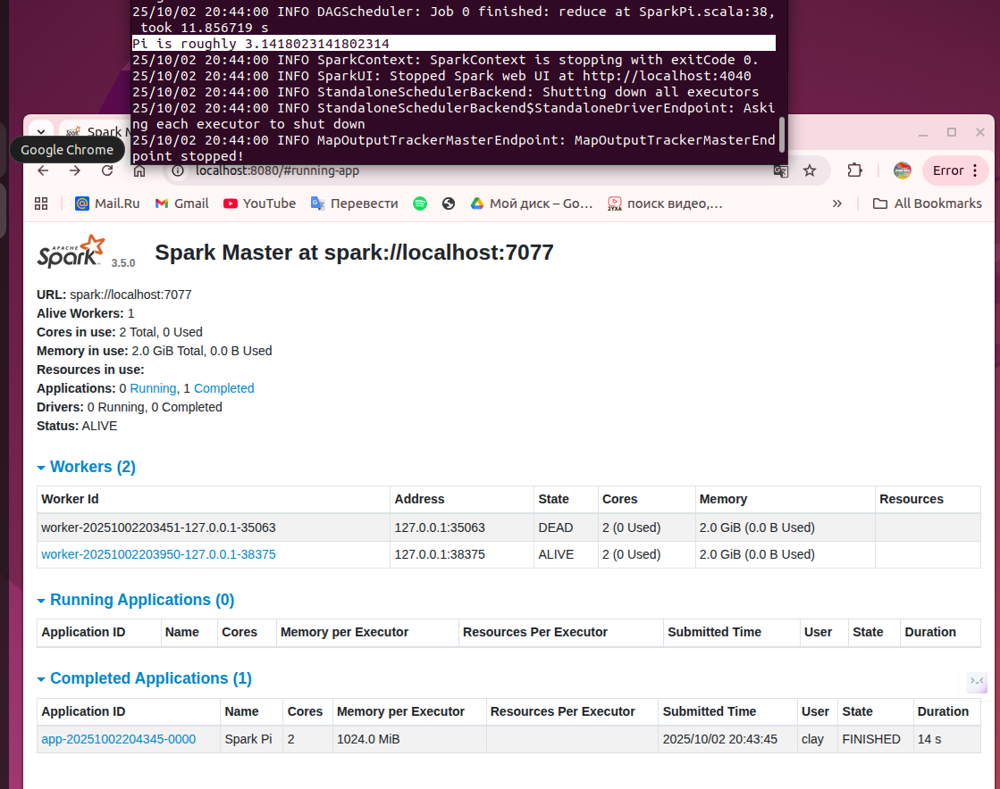 25/10/02 20:44:00 INFO DAGScheduler: Job 0 finished: reduce at SparkPi.scala:38,
 took 11.856719 s
Pi is roughly 3.1418023141802314
25/10/02 20:44:00 INFO SparkContext: SparkContext is stopping with exitCode 0.
25/10/02 20:44:00 INFO SparkUI: Stopped Spark web UI at http://localhost:4040
25/10/02 20:44:00 INFO StandaloneSchedulerBackend: Shutting down all executors
25/10/02 20:44:00 INFO StandaloneSchedulerBackend$StandaloneDriverEndpoint: Aski
ng each executor to shut down
25/10/02 20:44:00 INFO MapOutputTrackerMasterEndpoint: MapOutputTrackerMasterEnd
point stopped!
Spark M
Google Chrome
localhost:8080/#running-app
Error
Mail.Ru Gmail YouTube Перевести Мой диск – Go… поиск видео,… All Bookmarks
APACHE Spark 3.5.0 Spark Master at spark://localhost:7077
URL: spark://localhost:7077
Alive Workers: 1
Cores in use: 2 Total, 0 Used
Memory in use: 2.0 GiB Total, 0.0 B Used
Resources in use:
Applications: 0 Running, 1 Completed
Drivers: 0 Running, 0 Completed
Status: ALIVE
Workers (2)
Worker Id Address State Cores Memory Resources
worker-20251002203451-127.0.0.1-35063 127.0.0.1:35063 DEAD 2 (0 Used) 2.0 GiB (0.0 B Used)
worker-20251002203950-127.0.0.1-38375 127.0.0.1:38375 ALIVE 2 (0 Used) 2.0 GiB (0.0 B Used)
Running Applications (0)
Application ID Name Cores Memory per Executor Resources Per Executor Submitted Time User State Duration
Completed Applications (1)
Application ID Name Cores Memory per Executor Resources Per Executor Submitted Time User State Duration
app-20251002204345-0000 Spark Pi 2 1024.0 MiB 2025/10/02 20:43:45 clay FINISHED 14 s